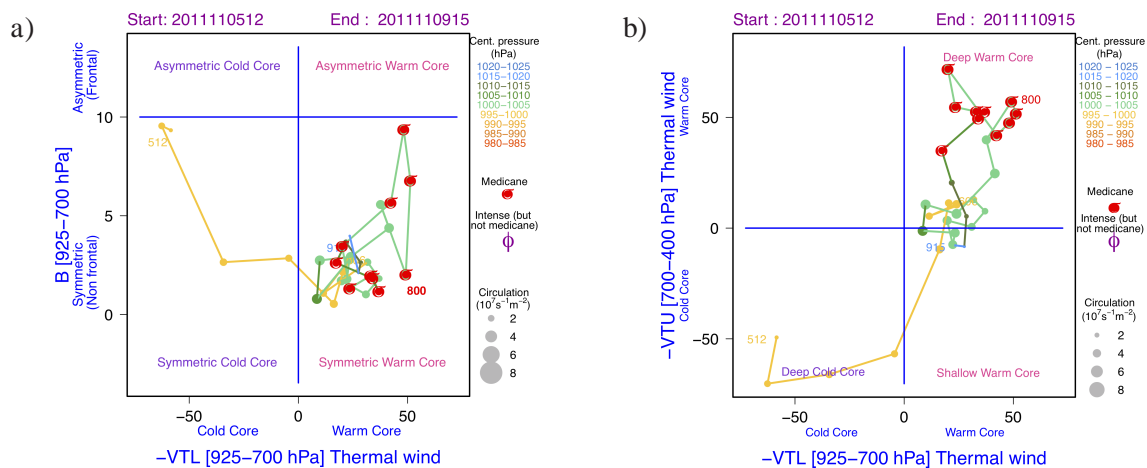 a)
Start: 2011110512 End : 2011110915
Asymmetric Cold Core Asymmetric Warm Core
Symmetric Cold Core Symmetric Warm Core
B [925−700 hPa]
Asymmetric
(Frontal)
Symmetric
(Non frontal)
10
5
0
512
800
−50 0 50
Cold Core Warm Core
−VTL [925−700 hPa] Thermal wind
Cent. pressure
(hPa)
1020−1025
1015−1020
1010−1015
1005−1010
1000−1005
995−1000
990−995
985−990
980−985
Medicane
Intense (but
not medicane)
Circulation
(10⁷s⁻¹m⁻²)
2
4
6
8
b)
Start: 2011110512 End : 2011110915
Deep Warm Core
Deep Cold Core Shallow Warm Core
−VTU [700−400 hPa] Thermal wind
Warm Core
Cold Core
50
0
−50
512
800
915
−50 0 50
Cold Core Warm Core
−VTL [925−700 hPa] Thermal wind
Cent. pressure
(hPa)
1020 − 1025
1015 − 1020
1010 − 1015
1005 − 1010
1000 − 1005
995 − 1000
990 − 995
985 − 990
980 − 985
Medicane
Intense (but
not medicane)
Circulation
(10⁷s⁻¹m⁻²)
2
4
6
8